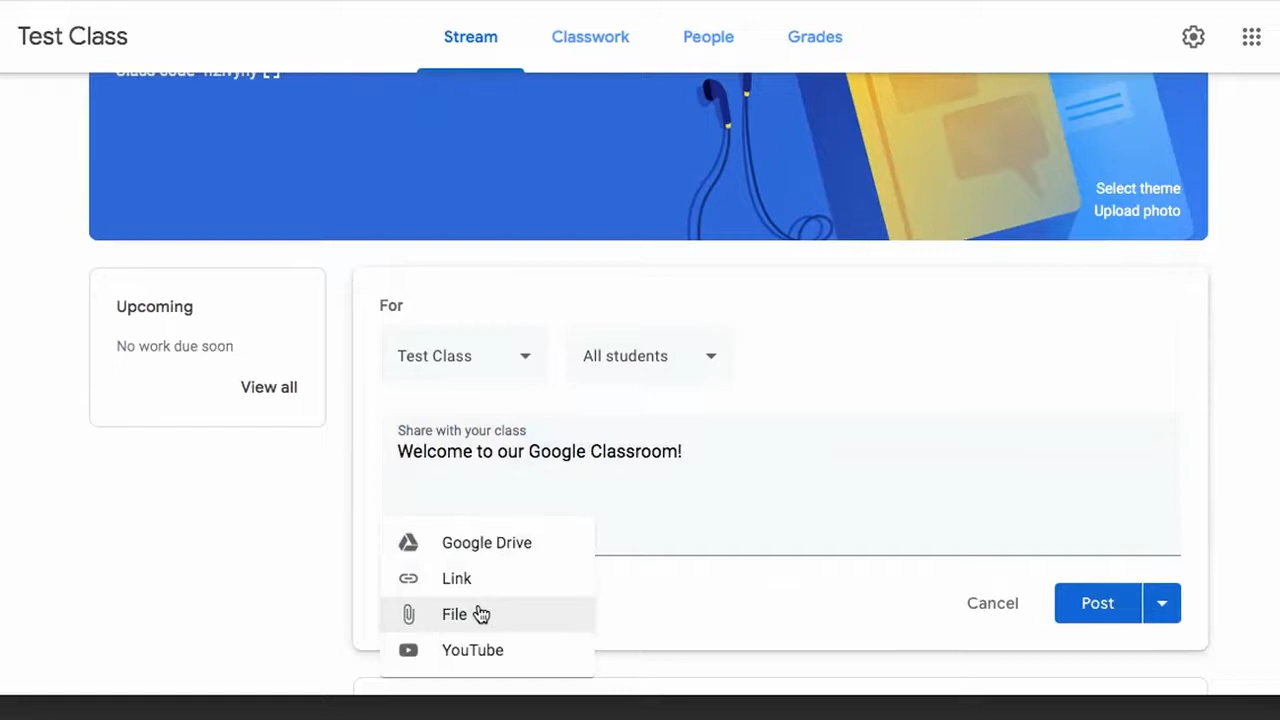 Test Class
Stream
Classwork
People
Grades
Class code
Select theme
Upload photo
Upcoming
No work due soon
View all
For
Test Class
All students
Share with your class
Welcome to our Google Classroom!
Google Drive
Link
File
YouTube
Cancel
Post